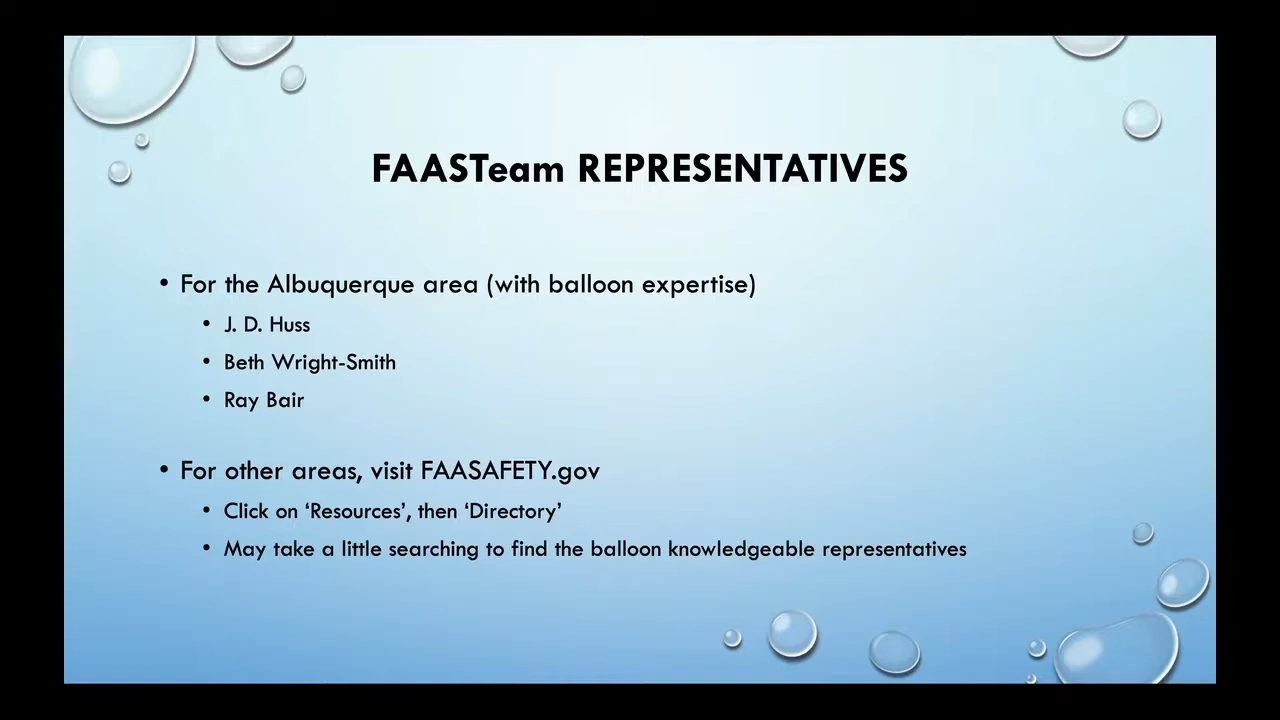 FAASTeam REPRESENTATIVES
• For the Albuquerque area (with balloon expertise)
• J. D. Huss
• Beth Wright-Smith
• Ray Bair
• For other areas, visit FAASAFETY.gov
• Click on ‘Resources’, then ‘Directory’
• May take a little searching to find the balloon knowledgeable representatives